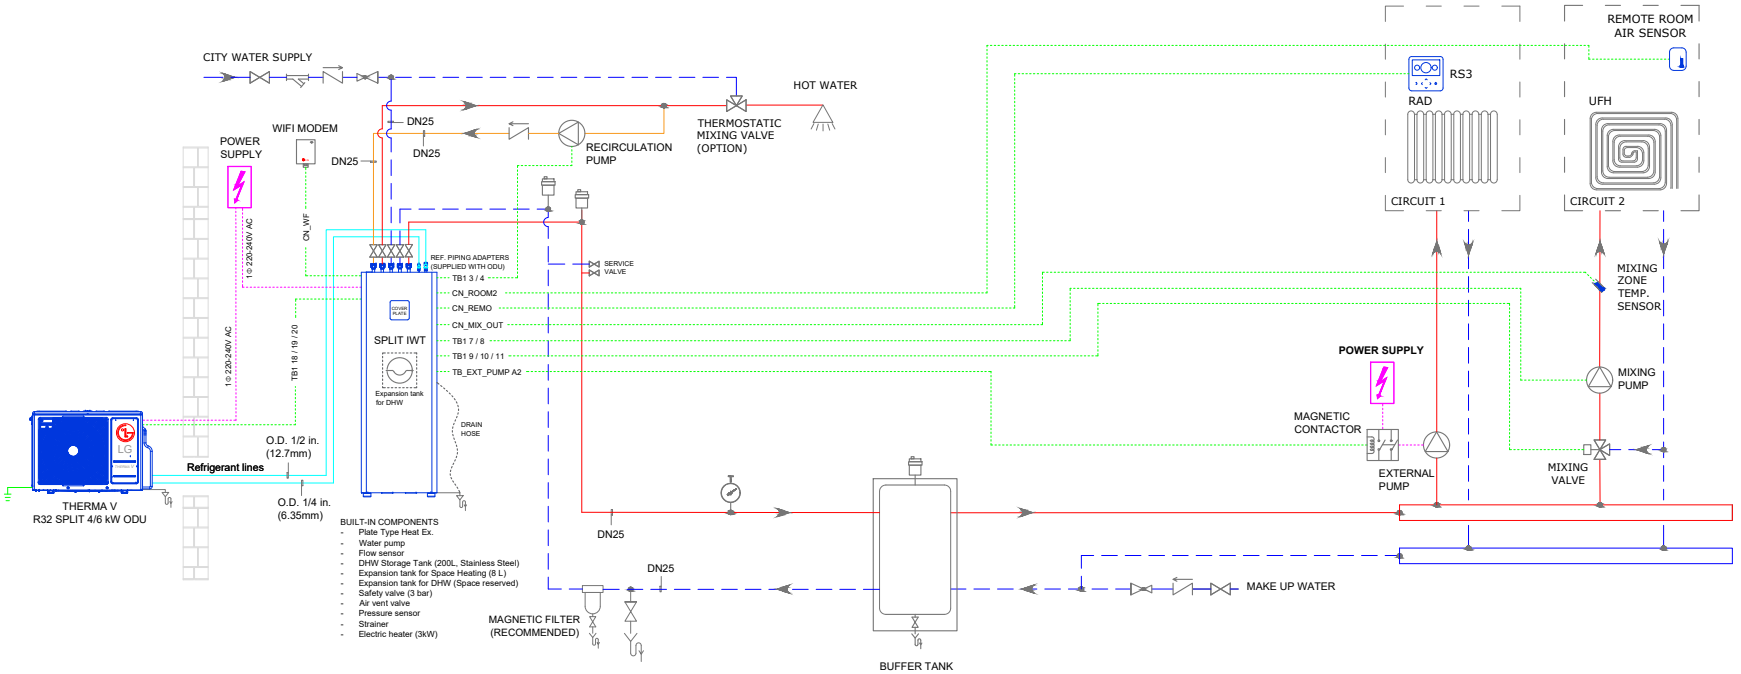 REMOTE ROOM
AIR SENSOR
CITY WATER SUPPLY
HOT WATER
RS3
RAD
UFH
DN25
THERMOSTATIC
MIXING VALVE
(OPTION)
WIFI MODEM
POWER
SUPPLY
DN25
DN25
RECIRCULATION
PUMP
CIRCUIT 1
CIRCUIT 2
CN_WF
1Φ 220-240V AC
REF. PIPING ADAPTERS
(SUPPLIED WITH ODU)
SERVICE
VALVE
TB1 3 / 4
CN_ROOM2
CN_REMO
CN_MIX_OUT
TB1 7 / 8
TB1 9 / 10 / 11
TB_EXT_PUMP A2
MIXING
ZONE
TEMP.
SENSOR
COVER
PLATE
SPLIT IWT
Expansion tank
for DHW
1Φ 220-240V AC
TB1 18 / 19 / 20
POWER SUPPLY
MIXING
PUMP
MAGNETIC
CONTACTOR
DRAIN
HOSE
LG
THERMA V
O.D. 1/2 in.
(12.7mm)
Refrigerant lines
O.D. 1/4 in.
(6.35mm)
EXTERNAL
PUMP
MIXING
VALVE
THERMA V
R32 SPLIT 4/6 kW ODU
T
DN25
BUILT-IN COMPONENTS
- Plate Type Heat Ex.
- Water pump
- Flow sensor
- DHW Storage Tank (200L, Stainless Steel)
- Expansion tank for Space Heating (8 L)
- Expansion tank for DHW (Space reserved)
- Safety valve (3 bar)
- Air vent valve
- Pressure sensor
- Strainer
- Electric heater (3kW)
DN25
MAKE UP WATER
MAGNETIC FILTER
(RECOMMENDED)
BUFFER TANK